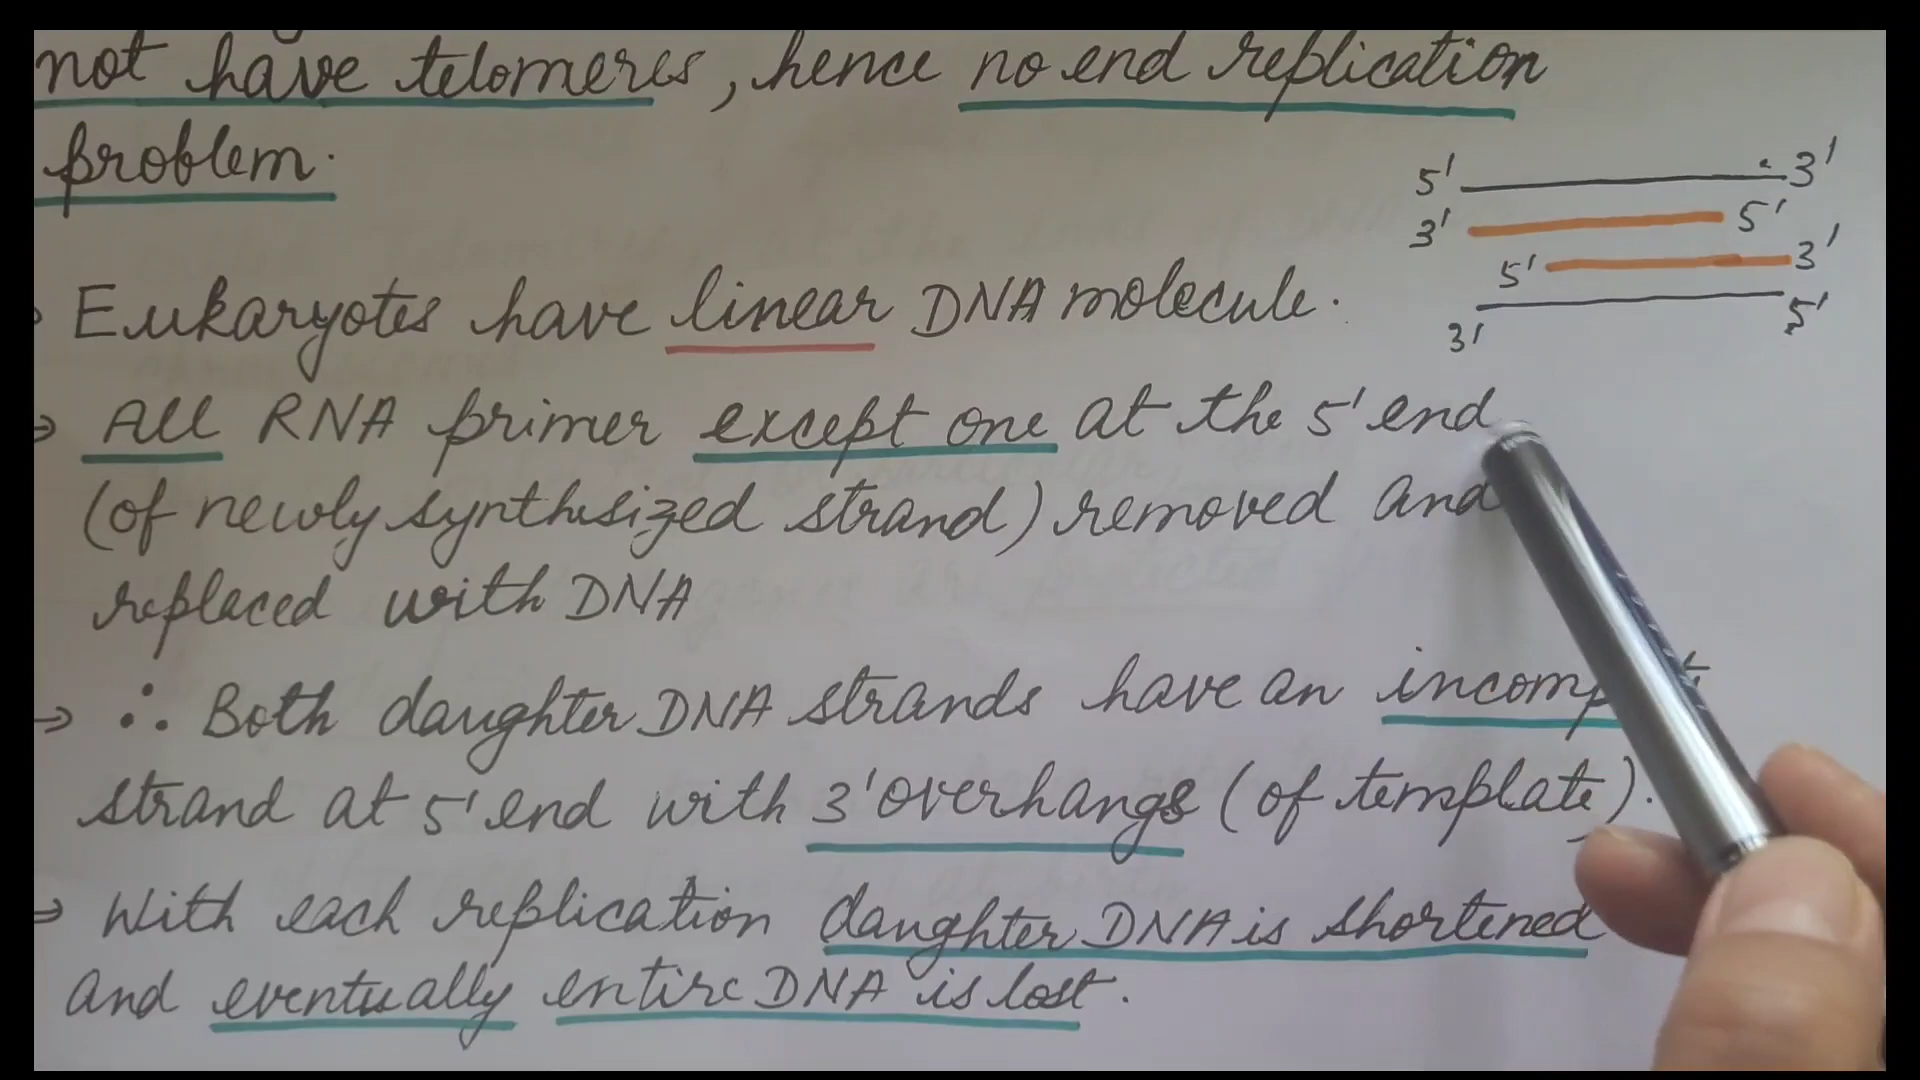 not have telomeres, hence no end replication
problem.
5' 3'
3' 5'
5' 3'
3' 5'
Eukaryotes have linear DNA molecule.
→ All RNA primer except one at the 5' end
(of newly synthesized strand) removed and
replaced with DNA
→ ∴ Both daughter DNA strands have an incomp
strand at 5' end with 3' overhangs (of template).
→ With each replication daughter DNA is shortened
and eventually entire DNA is lost.